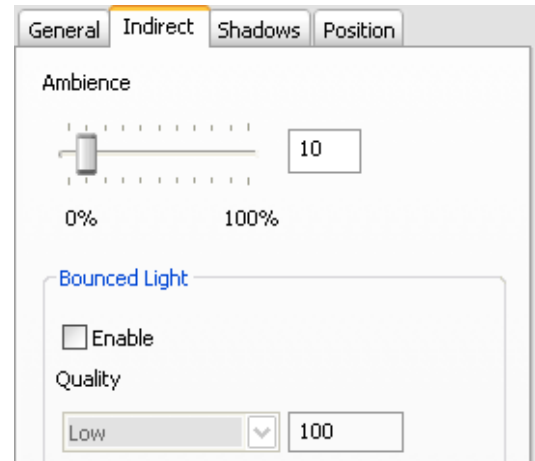 General Indirect Shadows Position
Ambience
10
0% 100%
Bounced Light
Enable
Quality
Low 100